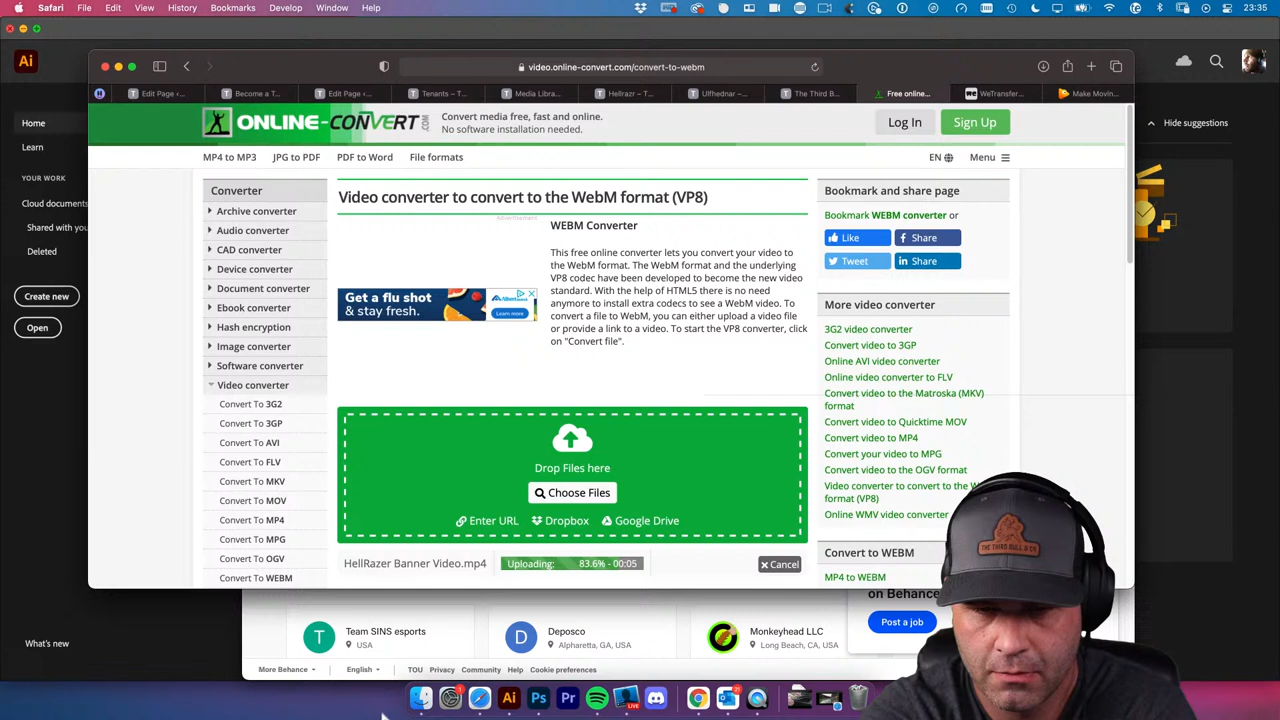 Safari File Edit View History Bookmarks Develop Window Help 23:35
Ai
video.online-convert.com/convert-to-webm
Edit Page ‹ ... Become a T... Edit Page ‹ ... Tenants – T... Media Libra... Hellrazr – T... Ulfhednar – ... The Third B... Free online... we WeTransfer... Make Movin...
ONLINE-CONVERT.COM
Convert media free, fast and online.
No software installation needed.
Log In Sign Up
MP4 to MP3 JPG to PDF PDF to Word File formats EN Menu
Home
Learn
YOUR WORK
Cloud documents
Shared with you
Deleted
Create new
Open
What's new
Hide suggestions
Converter
Archive converter
Audio converter
CAD converter
Device converter
Document converter
Ebook converter
Hash encryption
Image converter
Software converter
Video converter
Convert To 3G2
Convert To 3GP
Convert To AVI
Convert To FLV
Convert To MKV
Convert To MOV
Convert To MP4
Convert To MPG
Convert To OGV
Convert To WEBM
Video converter to convert to the WebM format (VP8)
Advertisement
Get a flu shot
& stay fresh.
Learn more
WEBM Converter
This free online converter lets you convert your video to
the WebM format. The WebM format and the underlying
VP8 codec have been developed to become the new video
standard. With the help of HTML5 there is no need
anymore to install extra codecs to see a WebM video. To
convert a file to WebM, you can either upload a video file
or provide a link to a video. To start the VP8 converter, click
on "Convert file".
Drop Files here
Choose Files
Enter URL Dropbox Google Drive
HellRazer Banner Video.mp4 Uploading: 83.6% - 00:05 Cancel
Bookmark and share page
Bookmark WEBM converter or
Like Share
Tweet in Share
More video converter
3G2 video converter
Convert video to 3GP
Online AVI video converter
Online video converter to FLV
Convert video to the Matroska (MKV)
format
Convert video to Quicktime MOV
Convert video to MP4
Convert your video to MPG
Convert video to the OGV format
Video converter to convert to the
format (VP8)
Online WMV video converter
Convert to WEBM
MP4 to WEBM
THE THIRD BULL & CO
on Behance
Post a job
T Team SINS esports
USA
D Deposco
Alpharetta, GA, USA
Monkeyhead LLC
Long Beach, CA, USA
More Behance English TOU Privacy Community Help Cookie preferences
Ai Ps Pr LIVE